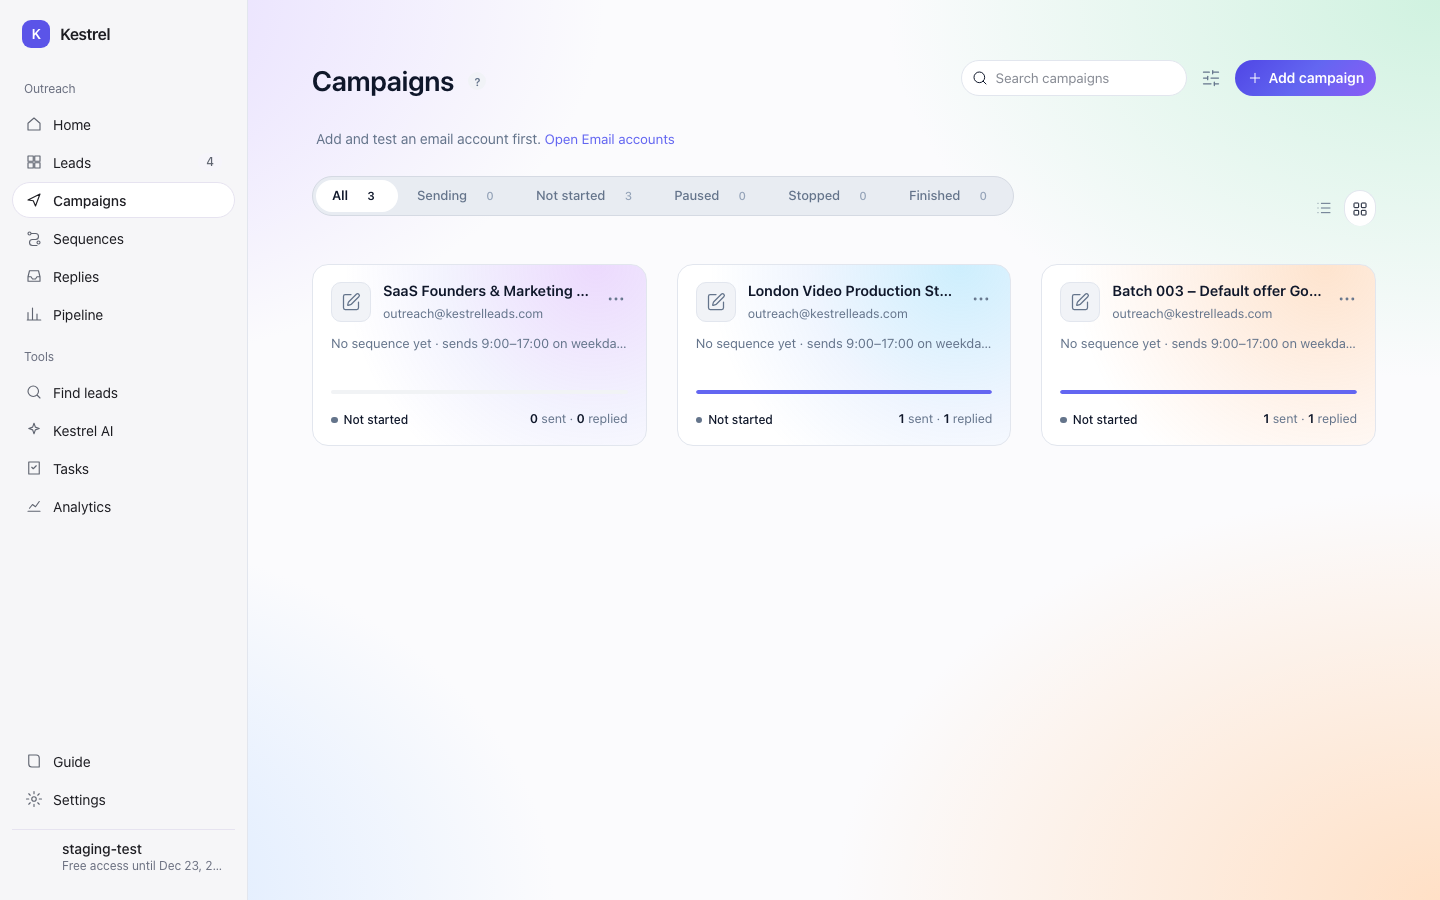 K Kestrel
Outreach
Home
Leads 4
Campaigns
Sequences
Replies
Pipeline
Tools
Find leads
Kestrel AI
Tasks
Analytics
Guide
Settings
staging-test
Free access until Dec 23, 2...
Campaigns ?
Search campaigns
+ Add campaign
Add and test an email account first. Open Email accounts
All 3 Sending 0 Not started 3 Paused 0 Stopped 0 Finished 0
SaaS Founders & Marketing ...
outreach@kestrelleads.com
No sequence yet · sends 9:00–17:00 on weekda...
Not started 0 sent · 0 replied
London Video Production St...
outreach@kestrelleads.com
No sequence yet · sends 9:00–17:00 on weekda...
Not started 1 sent · 1 replied
Batch 003 – Default offer Go...
outreach@kestrelleads.com
No sequence yet · sends 9:00–17:00 on weekda...
Not started 1 sent · 1 replied